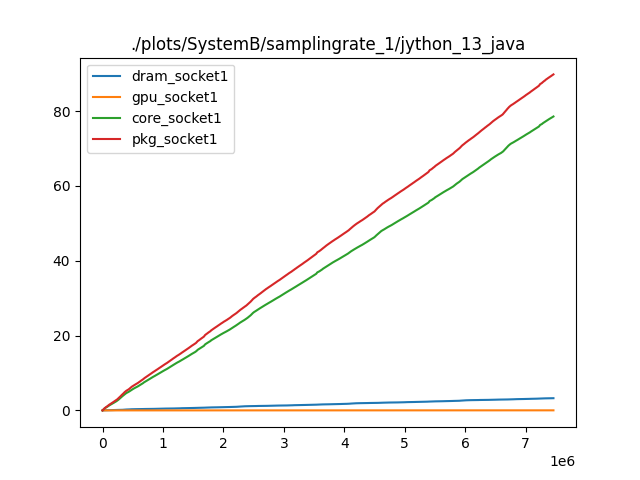 ./plots/SystemB/samplingrate_1/jython_13_java
dram_socket1
gpu_socket1
core_socket1
pkg_socket1
80
60
40
20
0
0 1 2 3 4 5 6 7
1e6